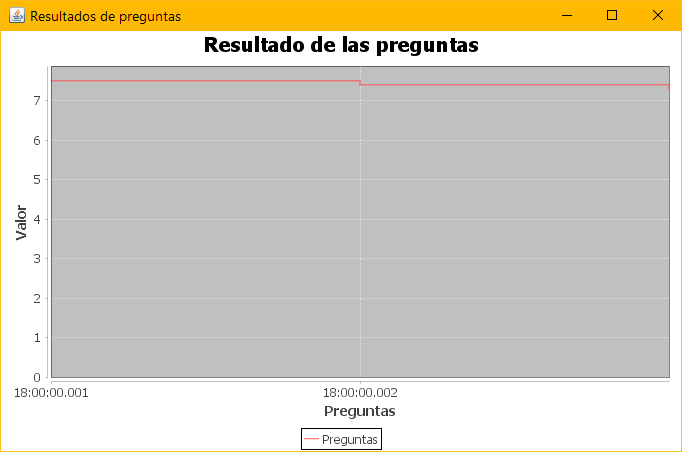 Resultados de preguntas
Resultado de las preguntas
7
6
5
4
3
2
1
0
Valor
18:00:00.001 18:00:00.002
Preguntas
Preguntas